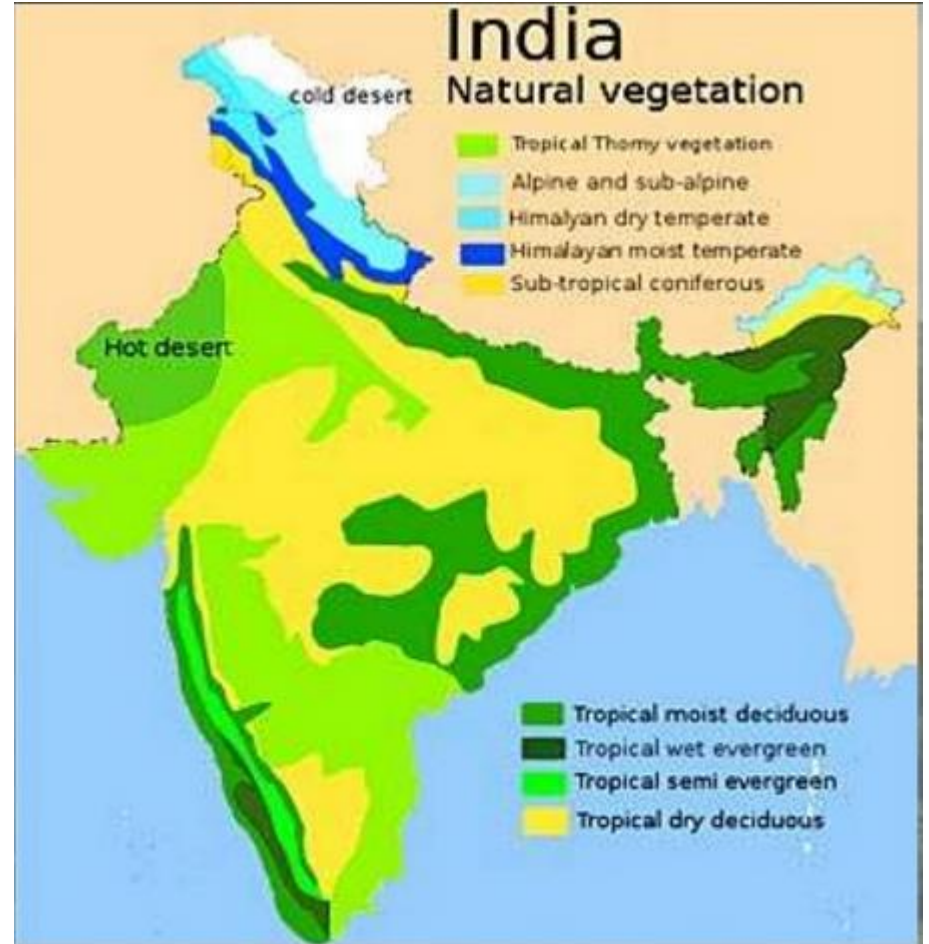 India
Natural vegetation
cold desert
Tropical Thorny vegetation
Alpine and sub-alpine
Himalyan dry temperate
Himalayan moist temperate
Sub-tropical coniferous
Hot desert
Tropical moist deciduous
Tropical wet evergreen
Tropical semi evergreen
Tropical dry deciduous